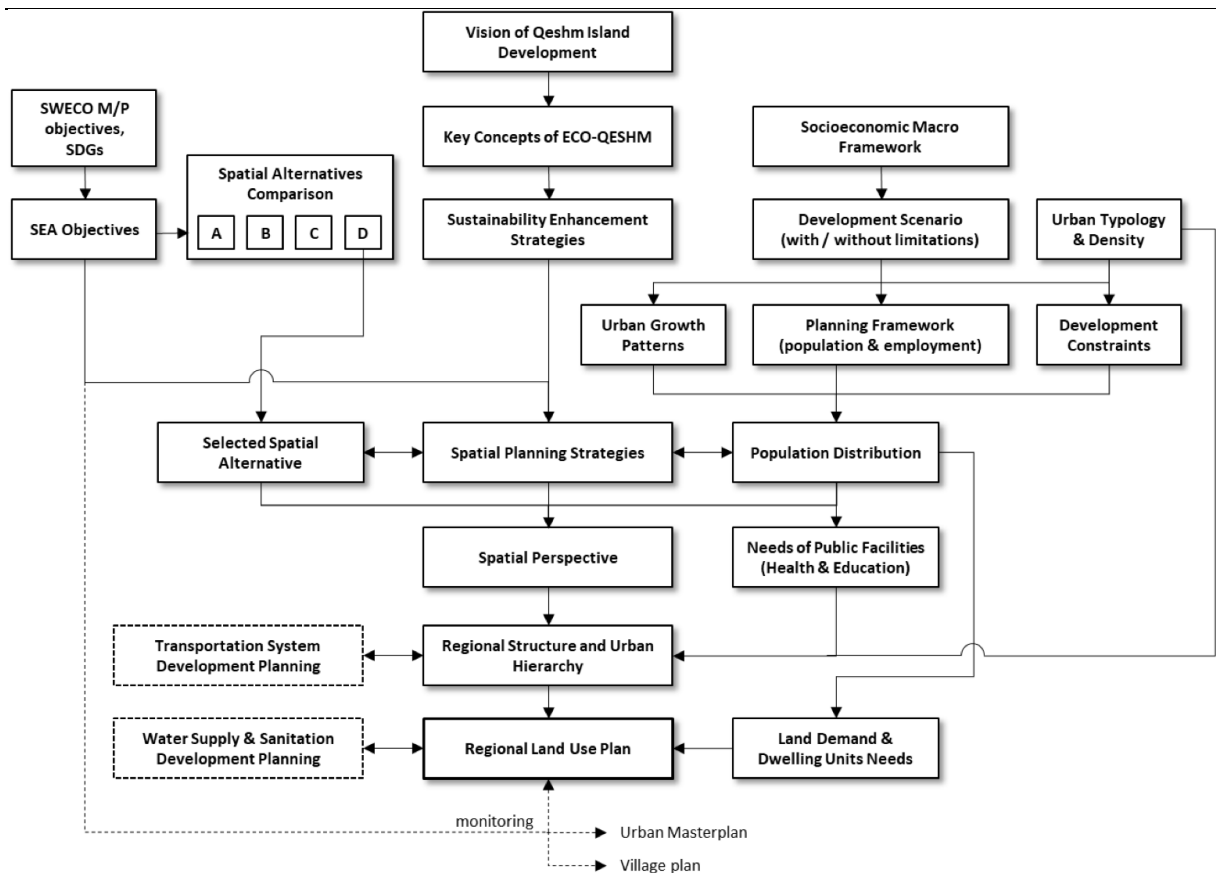 Vision of Qeshm Island
Development
SWECO M/P
objectives,
SDGs
Key Concepts of ECO-QESHM
Socioeconomic Macro
Framework
Spatial Alternatives
Comparison
A
B
C
D
SEA Objectives
Sustainability Enhancement
Strategies
Development Scenario
(with / without limitations)
Urban Typology
& Density
Urban Growth
Patterns
Planning Framework
(population & employment)
Development
Constraints
Selected Spatial
Alternative
Spatial Planning Strategies
Population Distribution
Spatial Perspective
Needs of Public Facilities
(Health & Education)
Transportation System
Development Planning
Regional Structure and Urban
Hierarchy
Water Supply & Sanitation
Development Planning
Regional Land Use Plan
Land Demand &
Dwelling Units Needs
monitoring
Urban Masterplan
Village plan